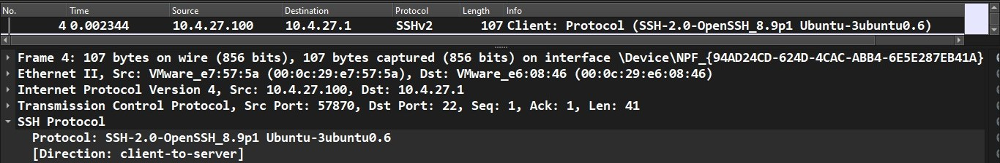 No. Time Source Destination Protocol Length Info
4 0.002344 10.4.27.100 10.4.27.1 SSHv2 107 Client: Protocol (SSH-2.0-OpenSSH_8.9p1 Ubuntu-3ubuntu0.6)
Frame 4: 107 bytes on wire (856 bits), 107 bytes captured (856 bits) on interface \Device\NPF_{94AD24CD-624D-4CAC-ABB4-6E5E287EB41A}
Ethernet II, Src: VMware_e7:57:5a (00:0c:29:e7:57:5a), Dst: VMware_e6:08:46 (00:0c:29:e6:08:46)
Internet Protocol Version 4, Src: 10.4.27.100, Dst: 10.4.27.1
Transmission Control Protocol, Src Port: 57870, Dst Port: 22, Seq: 1, Ack: 1, Len: 41
SSH Protocol
Protocol: SSH-2.0-OpenSSH_8.9p1 Ubuntu-3ubuntu0.6
[Direction: client-to-server]